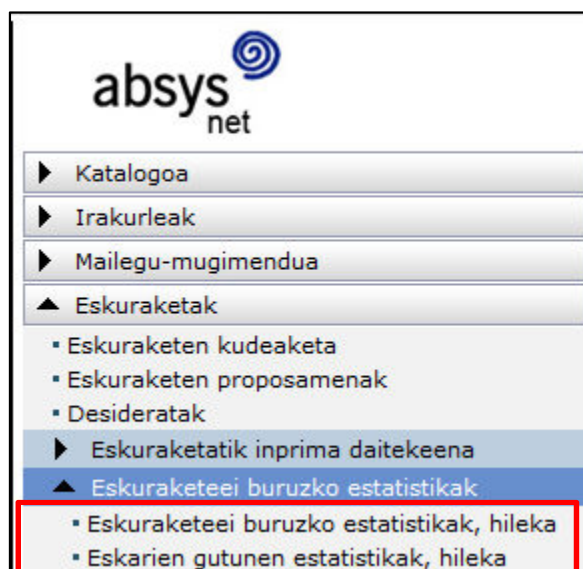 absys
net
Katalogoa
Irakurleak
Mailegu-mugimendua
Eskuraketak
Eskuraketen kudeaketa
Eskuraketen proposamenak
Desideratak
Eskuraketatik inprima daitekeena
Eskuraketeei buruzko estatistikak
Eskuraketeei buruzko estatistikak, hileka
Eskarien gutunen estatistikak, hileka